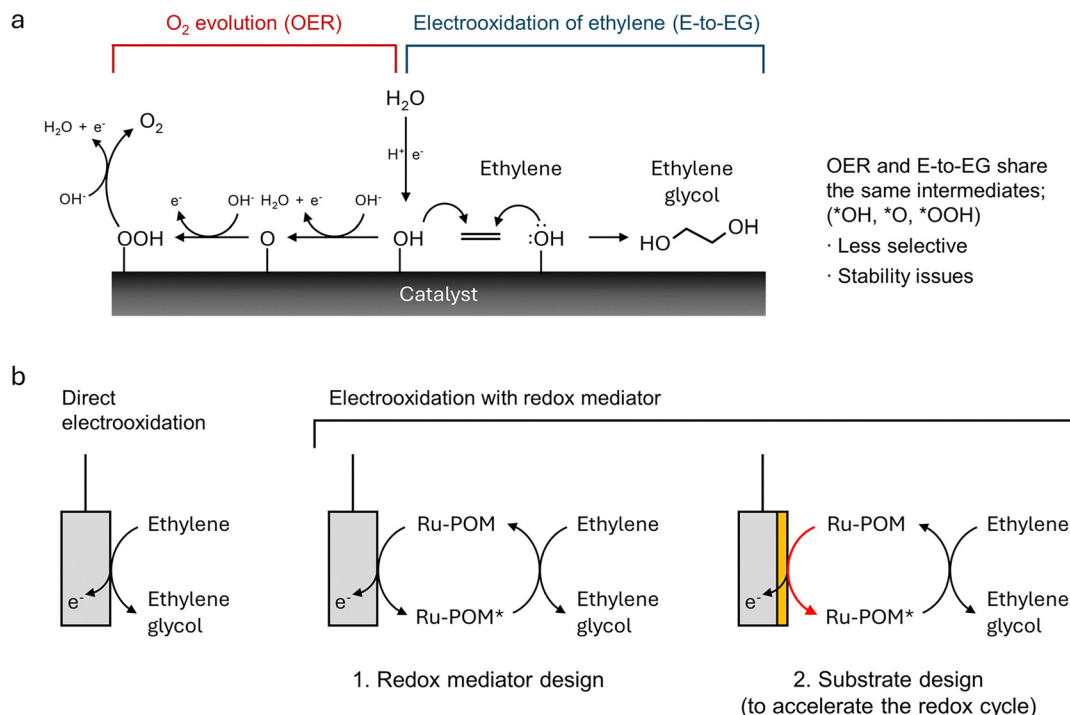 a
O₂ evolution (OER)
Electrooxidation of ethylene (E-to-EG)
H₂O
H⁺ e⁻
H₂O + e⁻
O₂
OH⁻
e⁻
OH⁻
H₂O + e⁻
OH⁻
Ethylene
Ethylene
glycol
OOH
O
OH
:ÖH
HO
OH
Catalyst
OER and E-to-EG share
the same intermediates;
(*OH, *O, *OOH)
· Less selective
· Stability issues
b
Direct
electrooxidation
Electrooxidation with redox mediator
Ethylene
e⁻
Ethylene
glycol
Ru-POM
Ethylene
e⁻
Ru-POM*
Ethylene
glycol
1. Redox mediator design
Ru-POM
Ethylene
e⁻
Ru-POM*
Ethylene
glycol
2. Substrate design
(to accelerate the redox cycle)